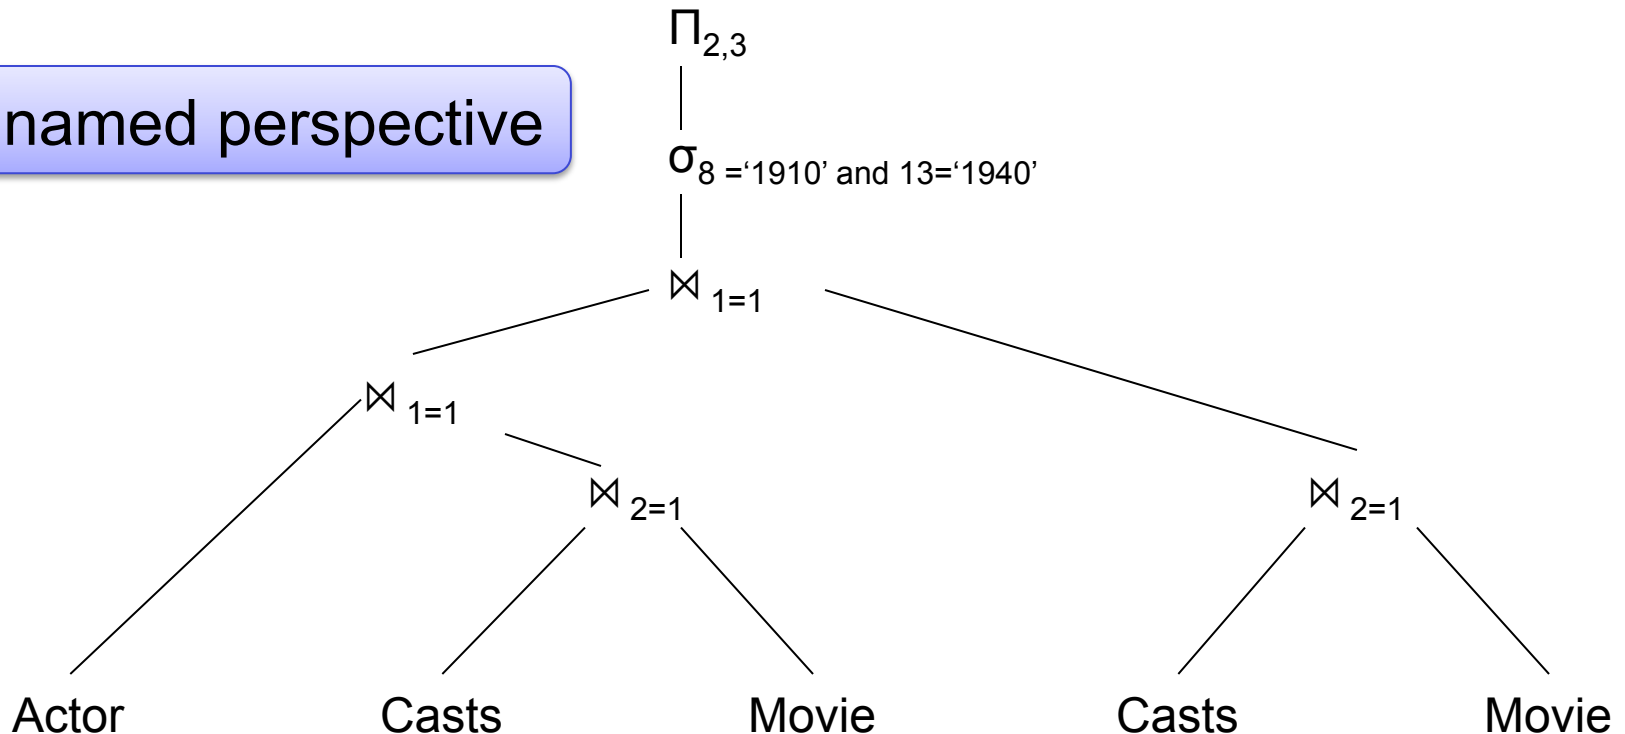 Π2,3
named perspective
σ8 =‘1910’ and 13=‘1940’
⋈ 1=1
⋈ 1=1
⋈ 2=1
⋈ 2=1
Actor
Casts
Movie
Casts
Movie